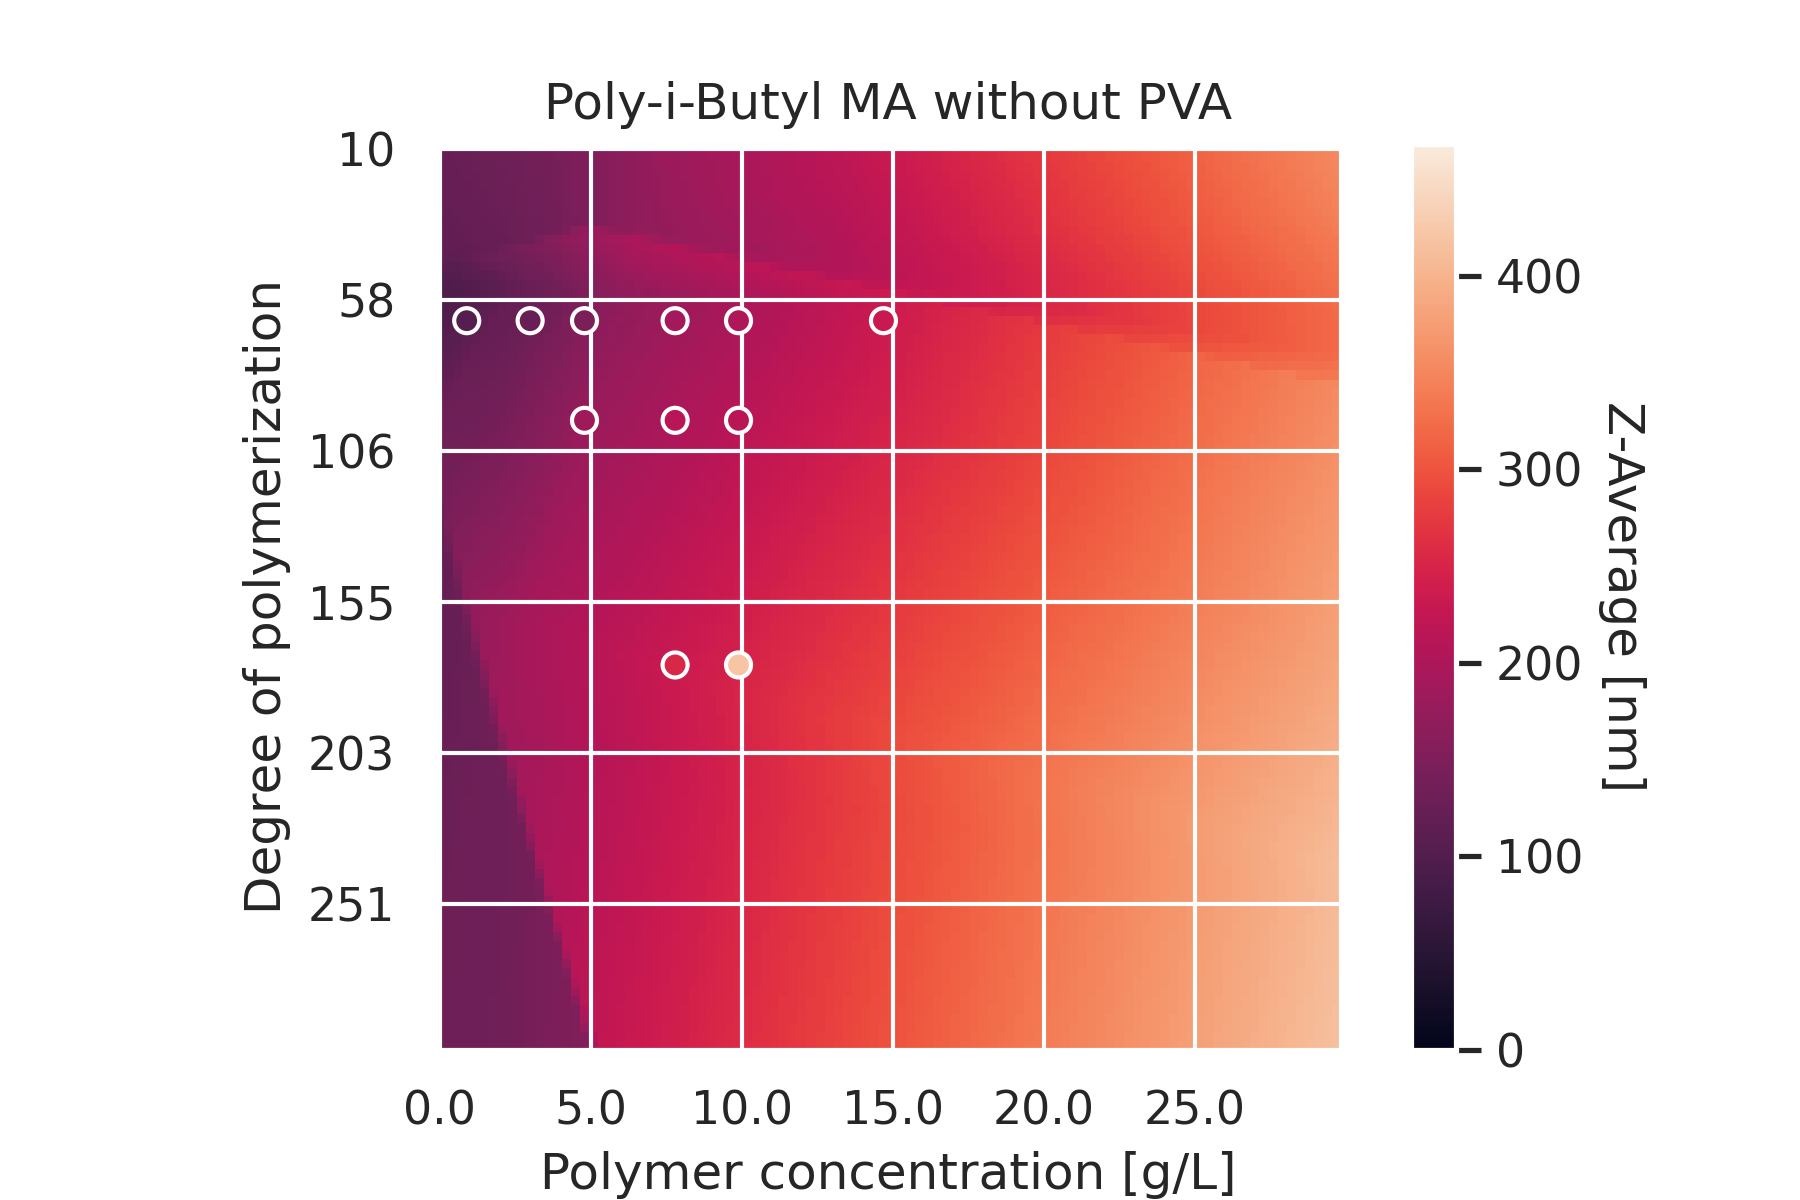 Poly-i-Butyl MA without PVA
10
58
106
155
203
251
Degree of polymerization
0.0 5.0 10.0 15.0 20.0 25.0
Polymer concentration [g/L]
400
300
200
100
0
Z-Average [nm]